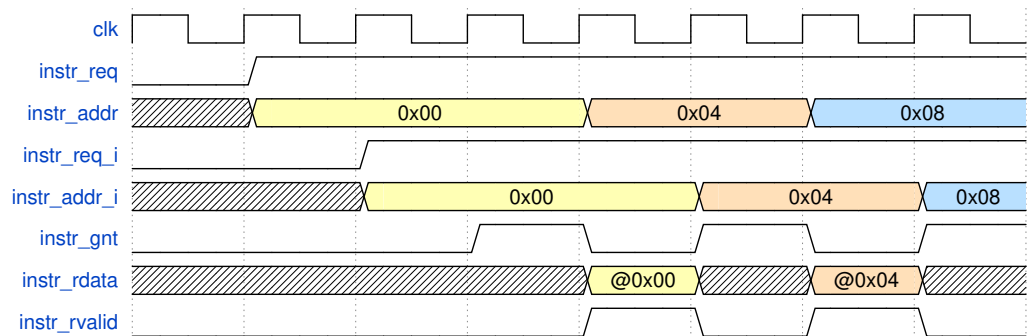 clk
instr_req
instr_addr 0x00 0x04 0x08
instr_req_i
instr_addr_i 0x00 0x04 0x08
instr_gnt
instr_rdata @0x00 @0x04
instr_rvalid